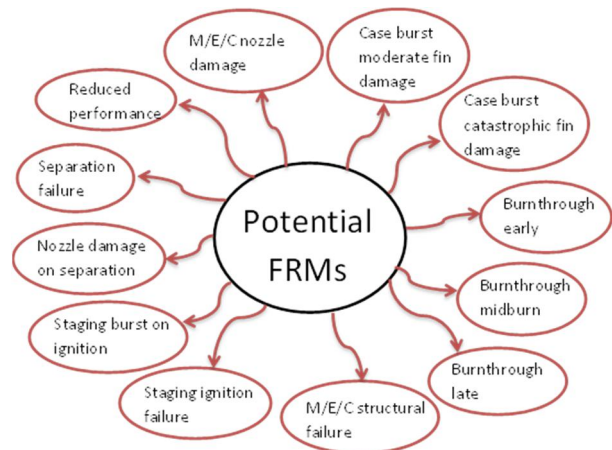 Potential
FRMs
M/E/C nozzle
damage
Case burst
moderate fin
damage
Case burst
catastrophic fin
damage
Burnthrough
early
Burnthrough
midburn
Burnthrough
late
M/E/C structural
failure
Staging ignition
failure
Staging burst on
ignition
Nozzle damage
on separation
Separation
failure
Reduced
performance